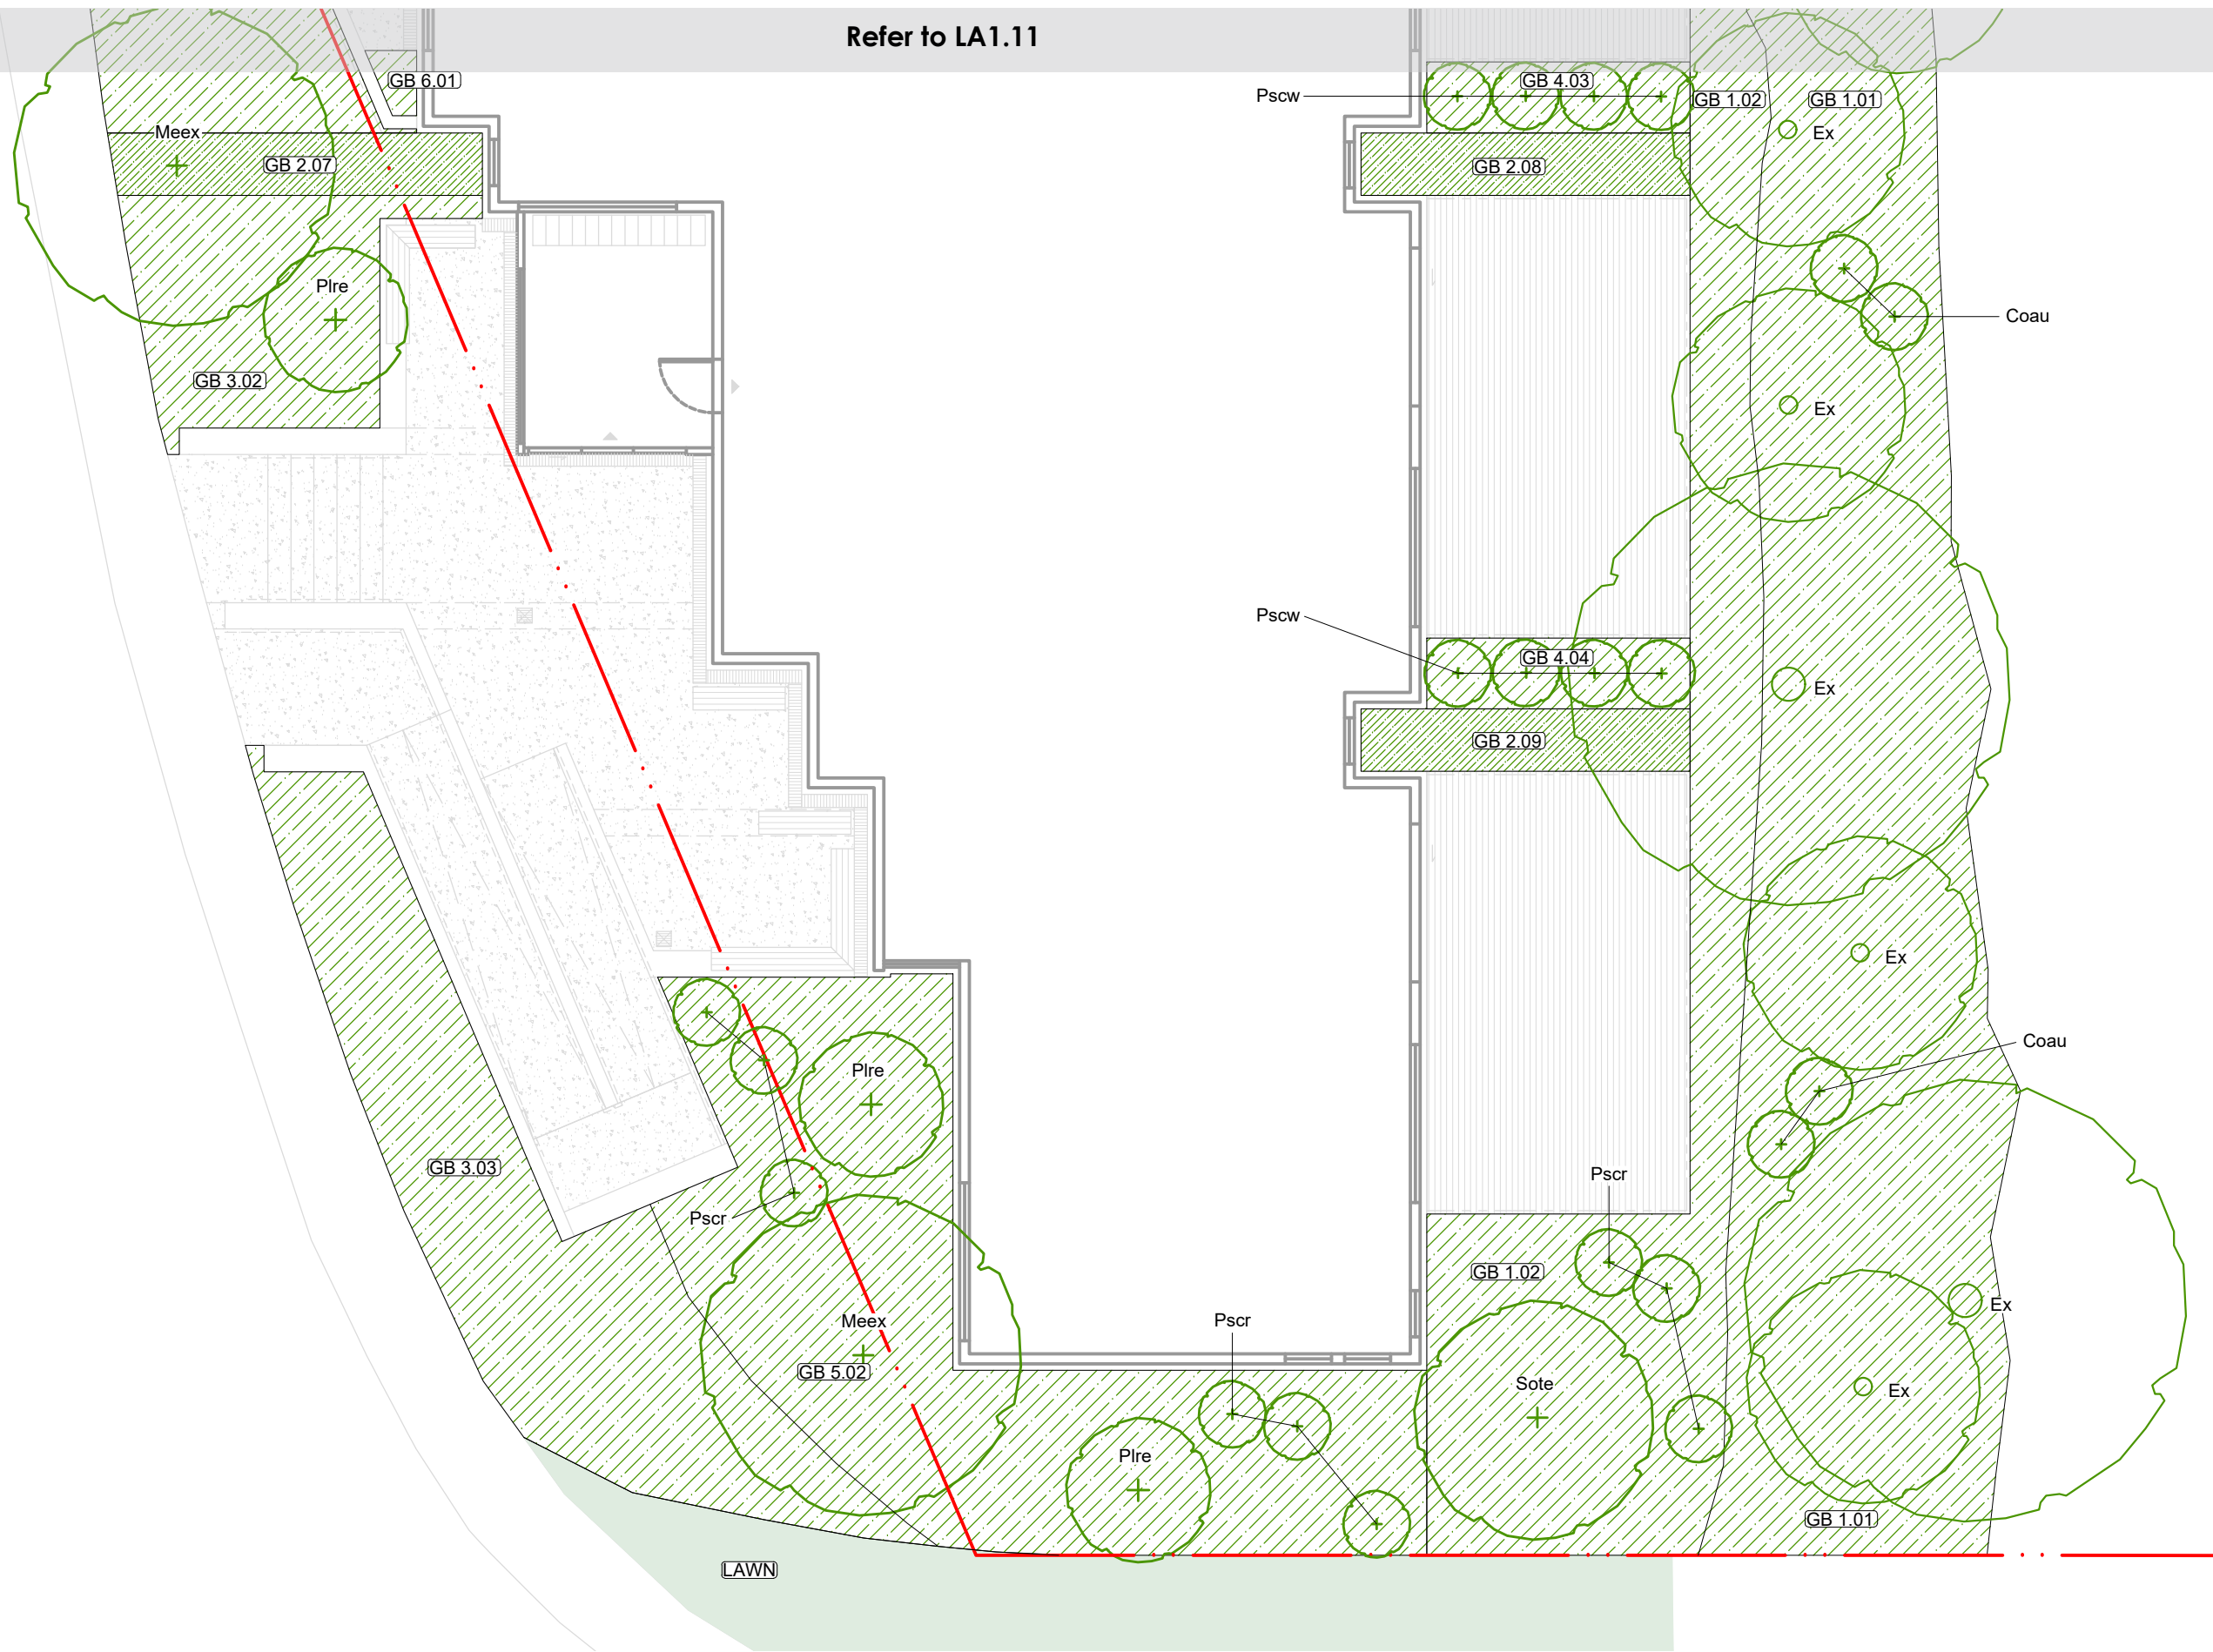 Refer to LA1.11
GB 6.01
GB 4.03
Pscw
GB 1.02
GB 1.01
Meex
Ex
GB 2.07
GB 2.08
Plre
Coau
GB 3.02
Ex
Pscw
GB 4.04
Ex
GB 2.09
Ex
Coau
Plre
GB 3.03
Pscr
Pscr
GB 1.02
Ex
Pscr
Meex
GB 5.02
Sote
Ex
Plre
GB 1.01
LAWN